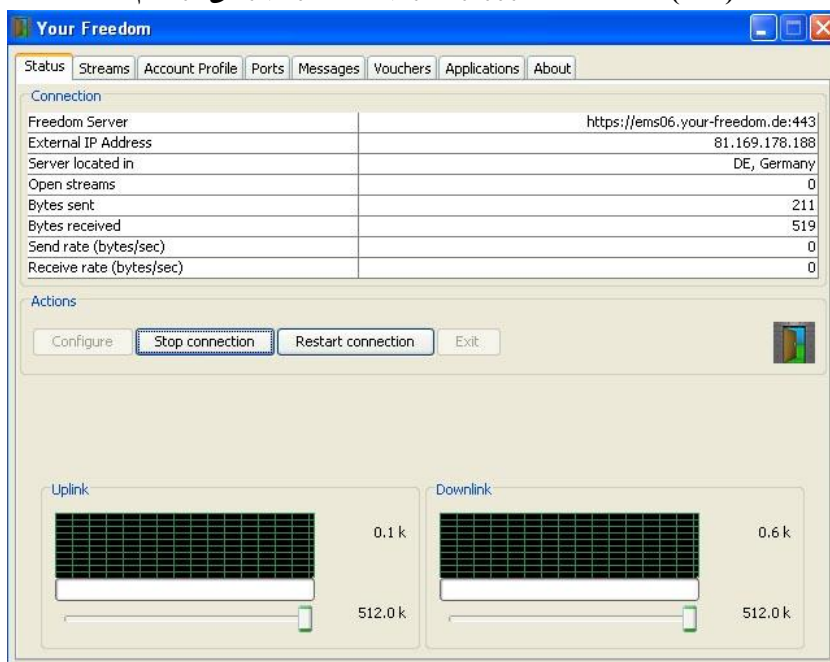 Your Freedom
Status Streams Account Profile Ports Messages Vouchers Applications About
Connection
Freedom Server https://ems06.your-freedom.de:443
External IP Address 81.169.178.188
Server located in DE, Germany
Open streams 0
Bytes sent 211
Bytes received 519
Send rate (bytes/sec) 0
Receive rate (bytes/sec) 0
Actions
Configure Stop connection Restart connection Exit
Uplink Downlink
0.1 k 0.6 k
512.0 k 512.0 k